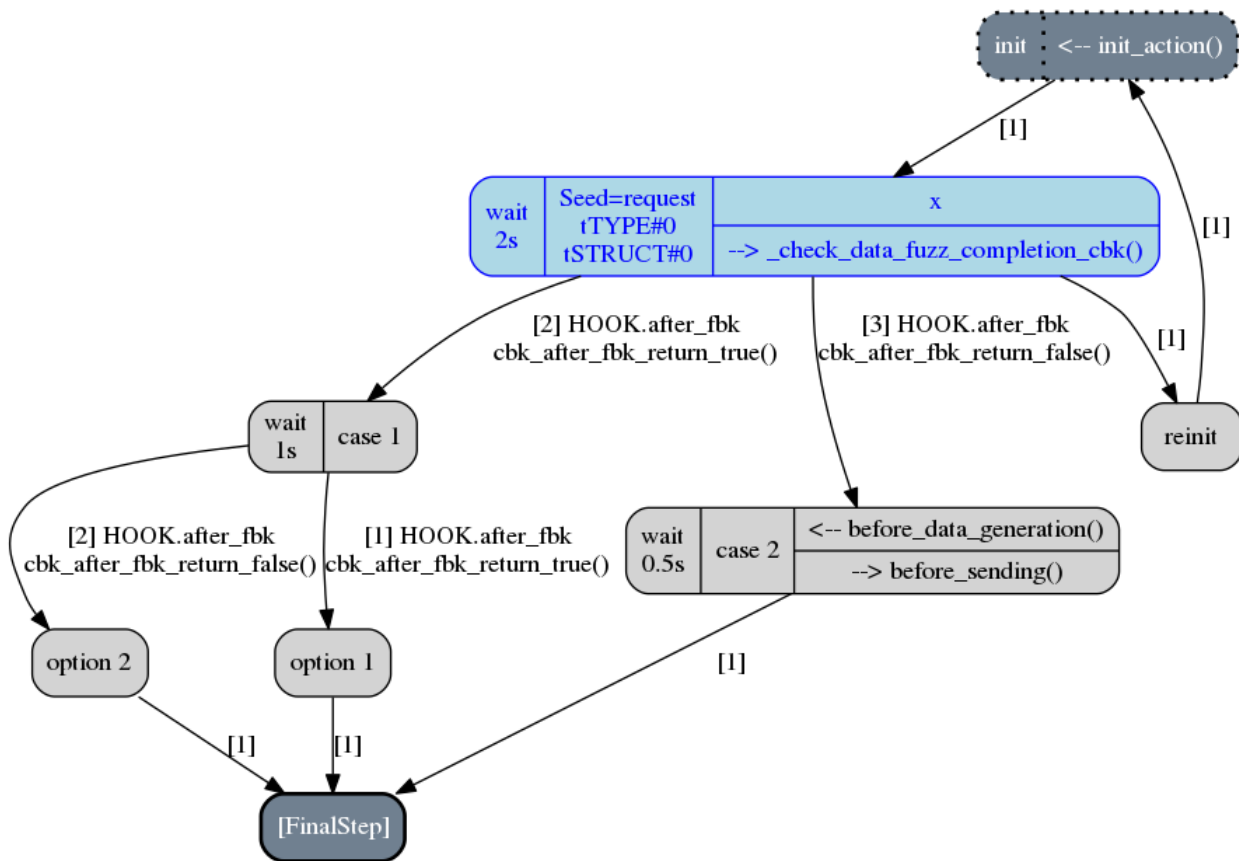 init
<-- init_action()
[1]
wait
2s
Seed=request
tTYPE#0
tSTRUCT#0
x
--> _check_data_fuzz_completion_cbk()
[1]
[2] HOOK.after_fbk
cbk_after_fbk_return_true()
[3] HOOK.after_fbk
cbk_after_fbk_return_false()
[1]
wait
1s
case 1
reinit
[2] HOOK.after_fbk
cbk_after_fbk_return_false()
[1] HOOK.after_fbk
cbk_after_fbk_return_true()
wait
0.5s
case 2
<-- before_data_generation()
--> before_sending()
option 2
option 1
[1]
[1]
[1]
[FinalStep]